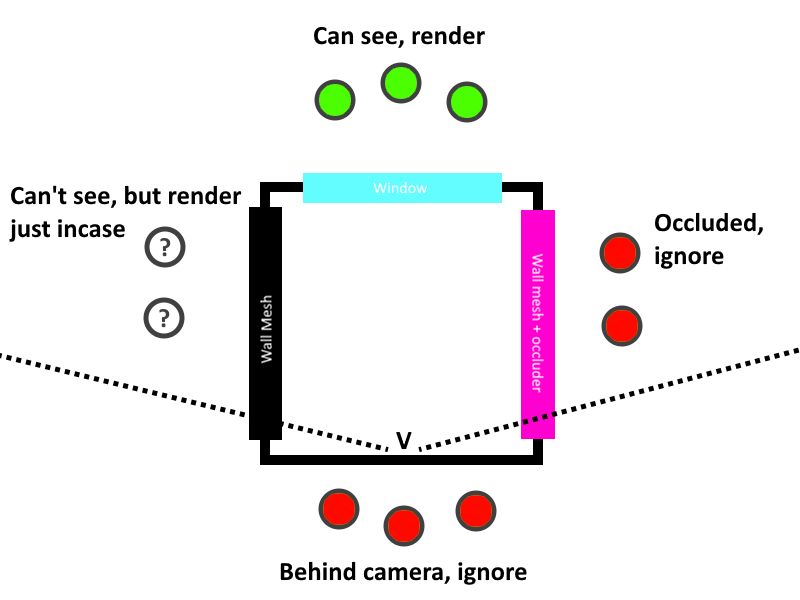 Can see, render
Window
Can't see, but render
just incase
?
?
Wall Mesh
Wall mesh + occluder
Occluded,
ignore
V
Behind camera, ignore